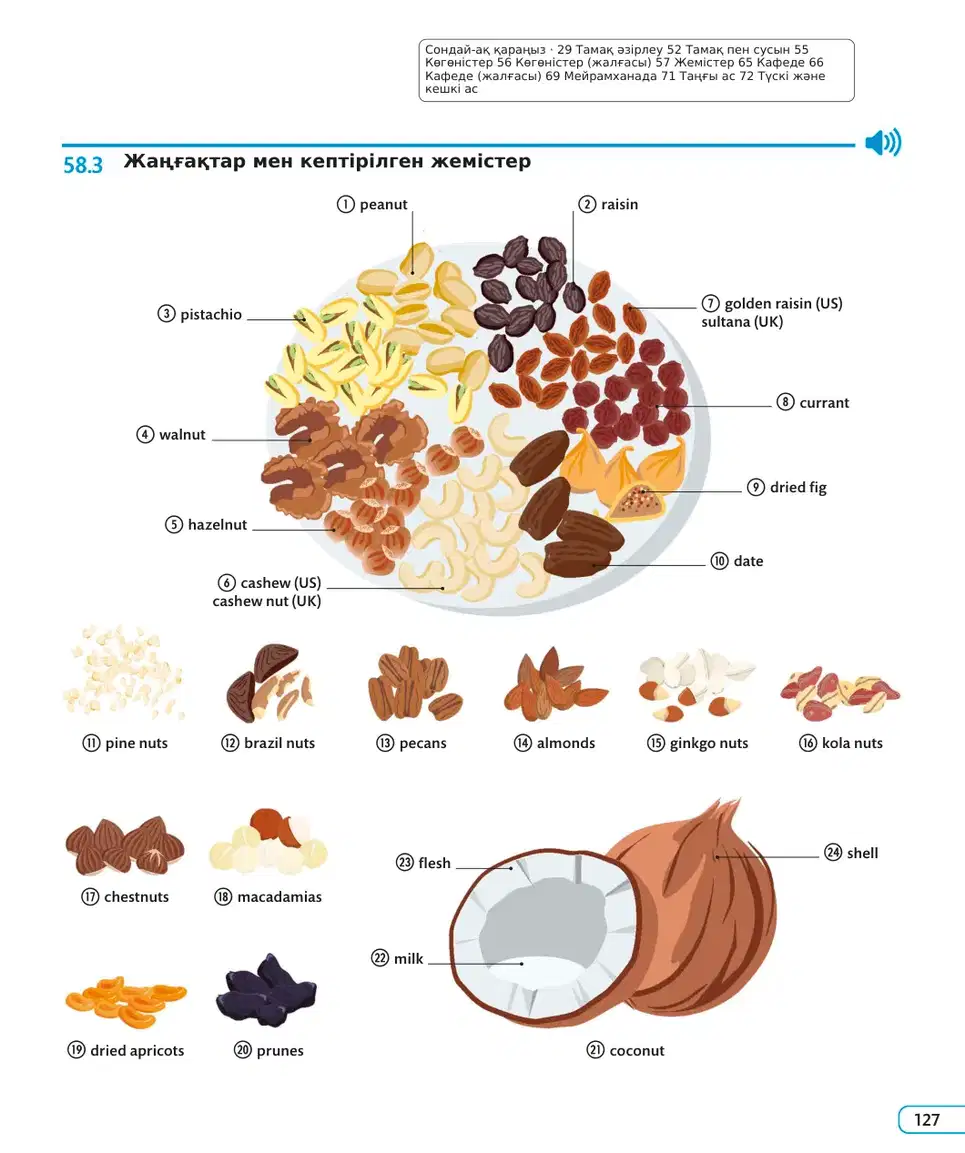 Сондай-ақ қараңыз · 29 Тамақ әзірлеу 52 Тамақ пен сусын 55
Көгөністер 56 Көгөністер (жалғасы) 57 Жемістер 65 Кафеде 66
Кафеде (жалғасы) 69 Мейрамханада 71 Таңғы ас 72 Түскі және
кешкі ас
58.3 Жаңғақтар мен кептірілген жемістер
① peanut
② raisin
③ pistachio
⑦ golden raisin (US)
sultana (UK)
⑧ currant
④ walnut
⑨ dried fig
⑤ hazelnut
⑩ date
⑥ cashew (US)
cashew nut (UK)
⑪ pine nuts
⑫ brazil nuts
⑬ pecans
⑭ almonds
⑮ ginkgo nuts
⑯ kola nuts
㉓ flesh
㉔ shell
⑰ chestnuts
⑱ macadamias
㉒ milk
⑲ dried apricots
⑳ prunes
㉑ coconut
127